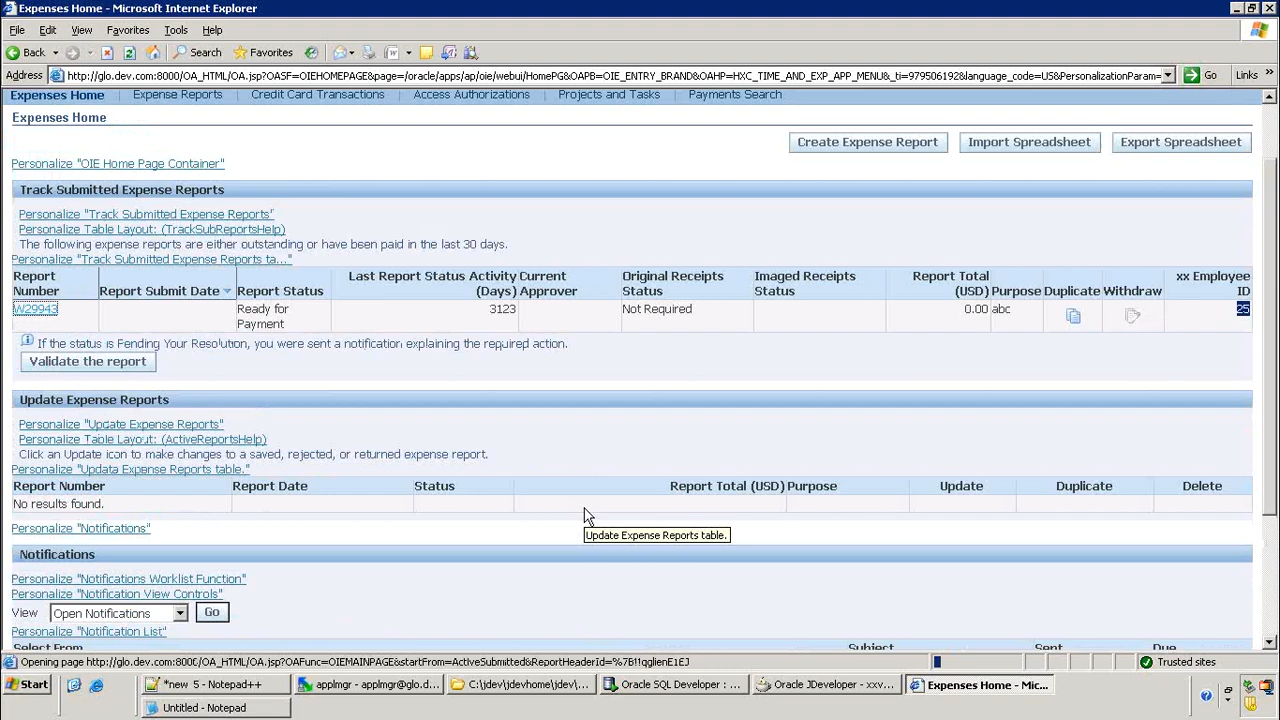 Expenses Home - Microsoft Internet Explorer
File Edit View Favorites Tools Help
Back Search Favorites
Address http://glo.dev.com:8000/OA_HTML/OA.jsp?OASF=OIEHOMEPAGE&page=/oracle/apps/ap/oie/webui/HomePG&OAPB=OIE_ENTRY_BRAND&OAHP=HXC_TIME_AND_EXP_APP_MENU&_ti=979506192&language_code=US&PersonalizationParam= Go Links »
Expenses Home | Expense Reports | Credit Card Transactions | Access Authorizations | Projects and Tasks | Payments Search
Expenses Home
Create Expense Report Import Spreadsheet Export Spreadsheet
Personalize "OIE Home Page Container"
Track Submitted Expense Reports
Personalize "Track Submitted Expense Reports"
Personalize Table Layout: (TrackSubReportsHelp)
The following expense reports are either outstanding or have been paid in the last 30 days.
Personalize "Track Submitted Expense Reports ta..."
Report Last Report Status Activity Current Original Receipts Imaged Receipts Report Total xx Employee
Number Report Submit Date Report Status (Days) Approver Status Status (USD) Purpose Duplicate Withdraw ID
W29943 Ready for 3123 Not Required 0.00 abc 25
Payment
If the status is Pending Your Resolution, you were sent a notification explaining the required action.
Validate the report
Update Expense Reports
Personalize "Update Expense Reports"
Personalize Table Layout: (ActiveReportsHelp)
Click an Update icon to make changes to a saved, rejected, or returned expense report.
Personalize "Update Expense Reports table."
Report Number Report Date Status Report Total (USD) Purpose Update Duplicate Delete
No results found.
Personalize "Notifications"
Update Expense Reports table.
Notifications
Personalize "Notifications Worklist Function"
Personalize "Notification View Controls"
View Open Notifications Go
Personalize "Notification List"
Select From Subject Sent Due
Opening page http://glo.dev.com:8000/OA_HTML/OA.jsp?OAFunc=OIEMAINPAGE&startFrom=ActiveSubmitted&ReportHeaderId=%7B!!qglienE1EJ Trusted sites
Start *new 5 - Notepad++ applmgr - applmgr@glo.d... C:\jdev\jdevhome\jdev\... Oracle SQL Developer : ... Oracle JDeveloper - xxv... Expenses Home - Mic...
Untitled - Notepad